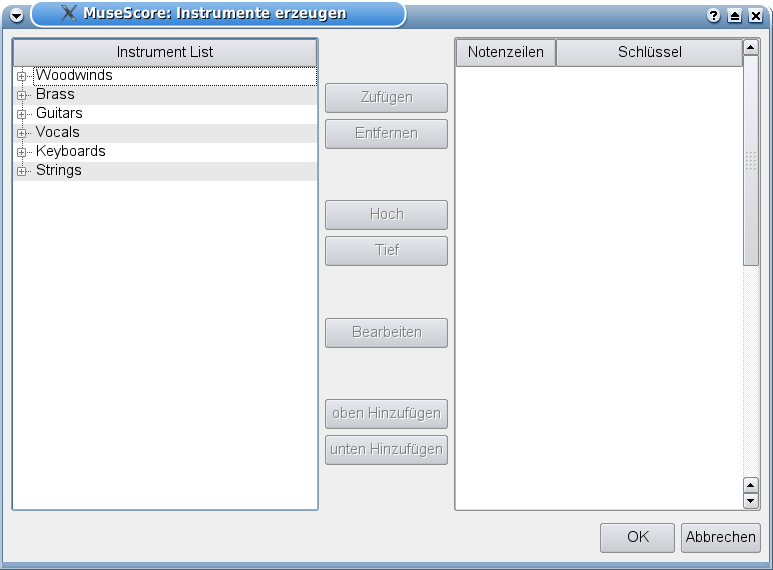 MuseScore: Instrumente erzeugen
Instrument List
Woodwinds
Brass
Guitars
Vocals
Keyboards
Strings
Zufügen
Entfernen
Hoch
Tief
Bearbeiten
oben Hinzufügen
unten Hinzufügen
Notenzeilen Schlüssel
OK Abbrechen